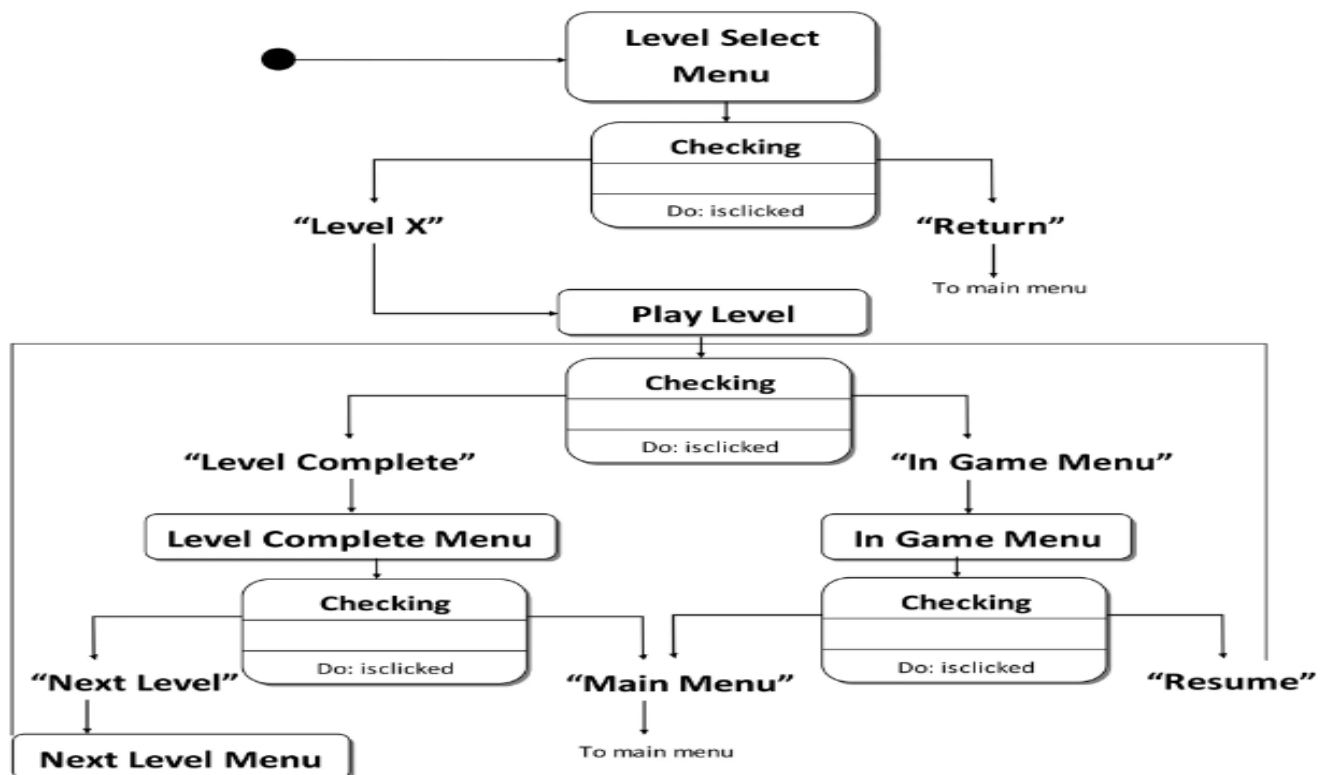 Level Select
Menu
Checking
Do: isclicked
“Level X”
“Return”
To main menu
Play Level
Checking
Do: isclicked
“Level Complete”
“In Game Menu”
Level Complete Menu
In Game Menu
Checking
Do: isclicked
Checking
Do: isclicked
“Next Level”
“Main Menu”
“Resume”
Next Level Menu
To main menu